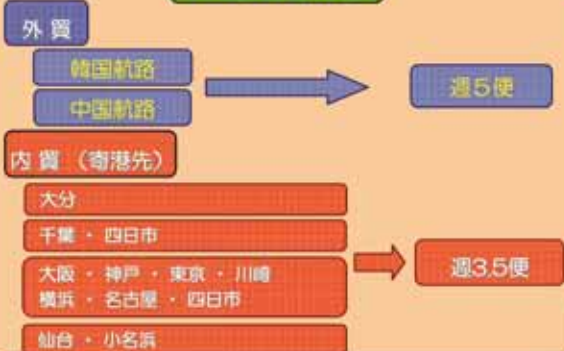 外 貿
韓国航路
中国航路
週５便
内 貿 （寄港先）
大分
千葉 ・ 四日市
大阪 ・ 神戸 ・ 東京 ・ 川崎
横浜 ・ 名古屋 ・ 四日市
週3.5便
仙台 ・ 小名浜